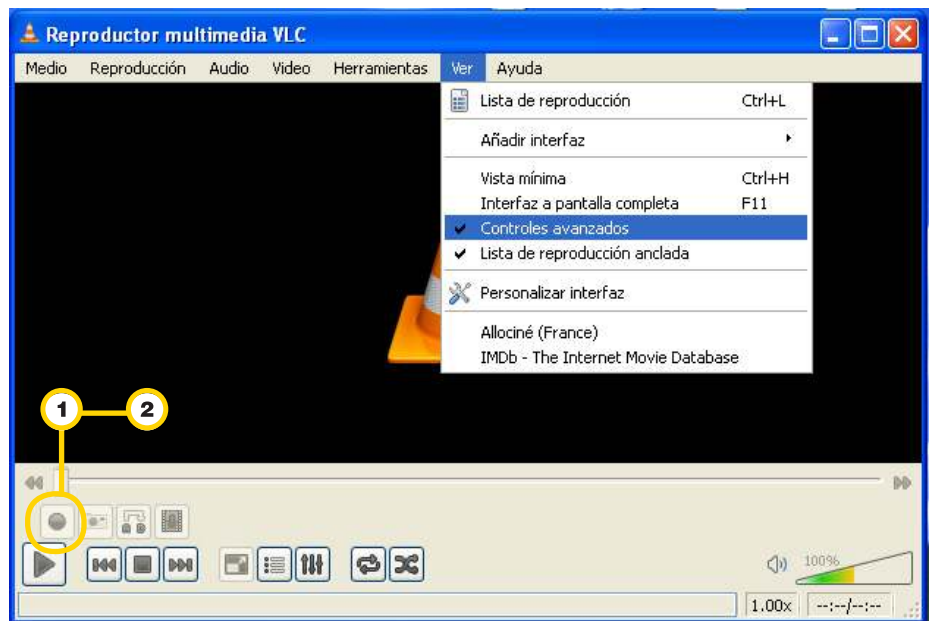 Reproductor multimedia VLC
Medio Reproducción Audio Video Herramientas Ver Ayuda
Lista de reproducción Ctrl+L
Añadir interfaz
Vista mínima Ctrl+H
Interfaz a pantalla completa F11
Controles avanzados
Lista de reproducción anclada
Personalizar interfaz
Allociné (France)
IMDb - The Internet Movie Database
1 2
A B
100%
1.00x --:--/--:--